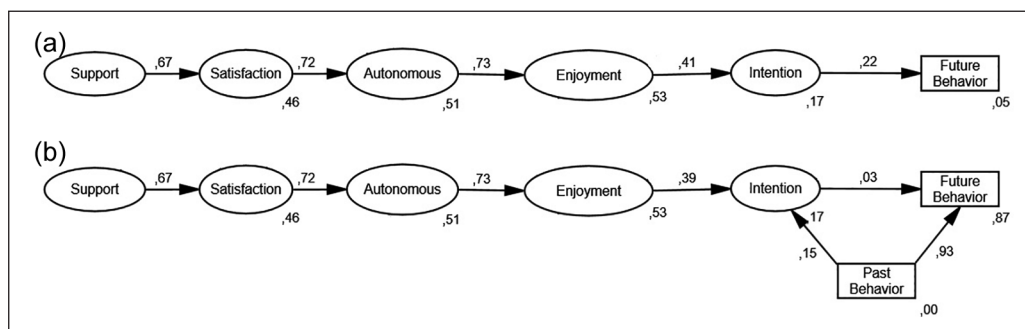 (a)
Support ,67 Satisfaction ,72 Autonomous ,73 Enjoyment ,41 Intention ,22 Future Behavior
,46 ,51 ,53 ,17 ,05
(b)
Support ,67 Satisfaction ,72 Autonomous ,73 Enjoyment ,39 Intention ,03 Future Behavior
,46 ,51 ,53 ,17 ,87
,15 ,93
Past
Behavior
,00